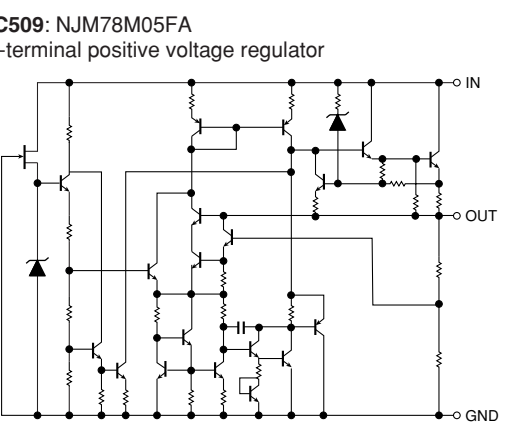 C509: NJM78M05FA
-terminal positive voltage regulator
IN
OUT
GND